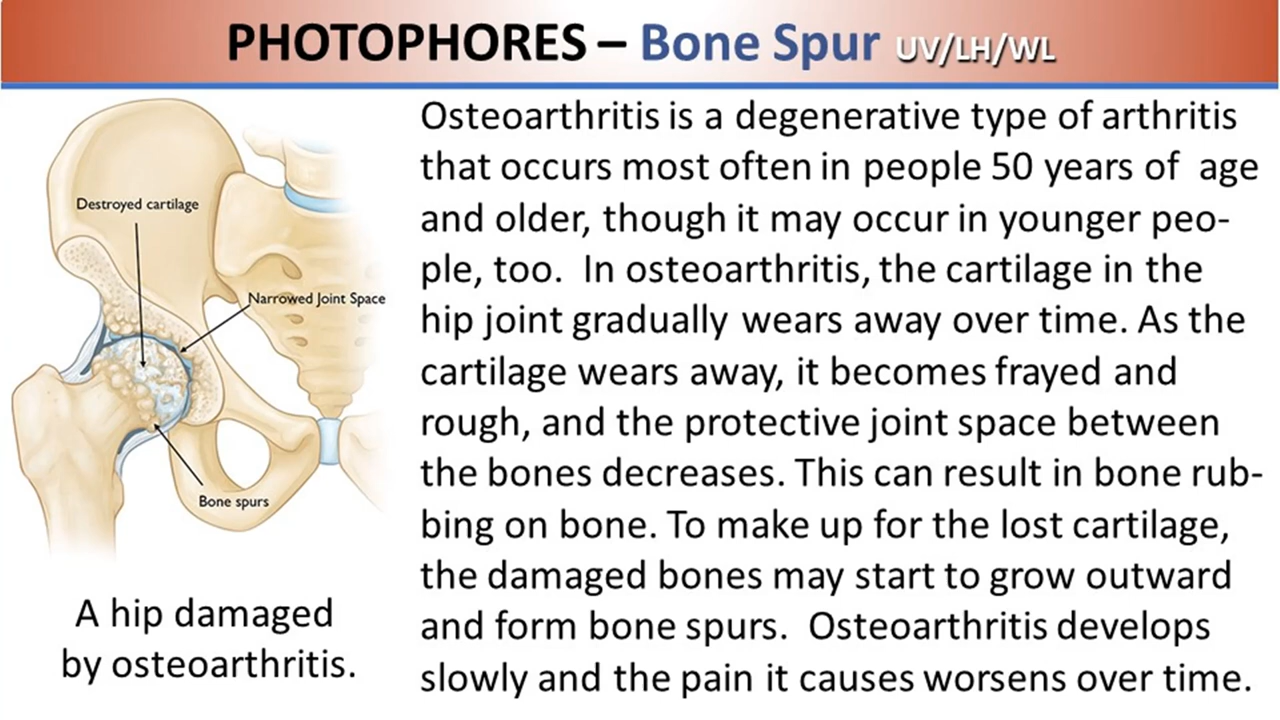 PHOTOPHORES – Bone Spur UV/LH/WL
Destroyed cartilage
Narrowed Joint Space
Bone spurs
A hip damaged
by osteoarthritis.
Osteoarthritis is a degenerative type of arthritis
that occurs most often in people 50 years of  age
and older, though it may occur in younger peo-
ple, too.  In osteoarthritis, the cartilage in the
hip joint gradually wears away over time. As the
cartilage wears away, it becomes frayed and
rough, and the protective joint space between
the bones decreases. This can result in bone rub-
bing on bone. To make up for the lost cartilage,
the damaged bones may start to grow outward
and form bone spurs.  Osteoarthritis develops
slowly and the pain it causes worsens over time.